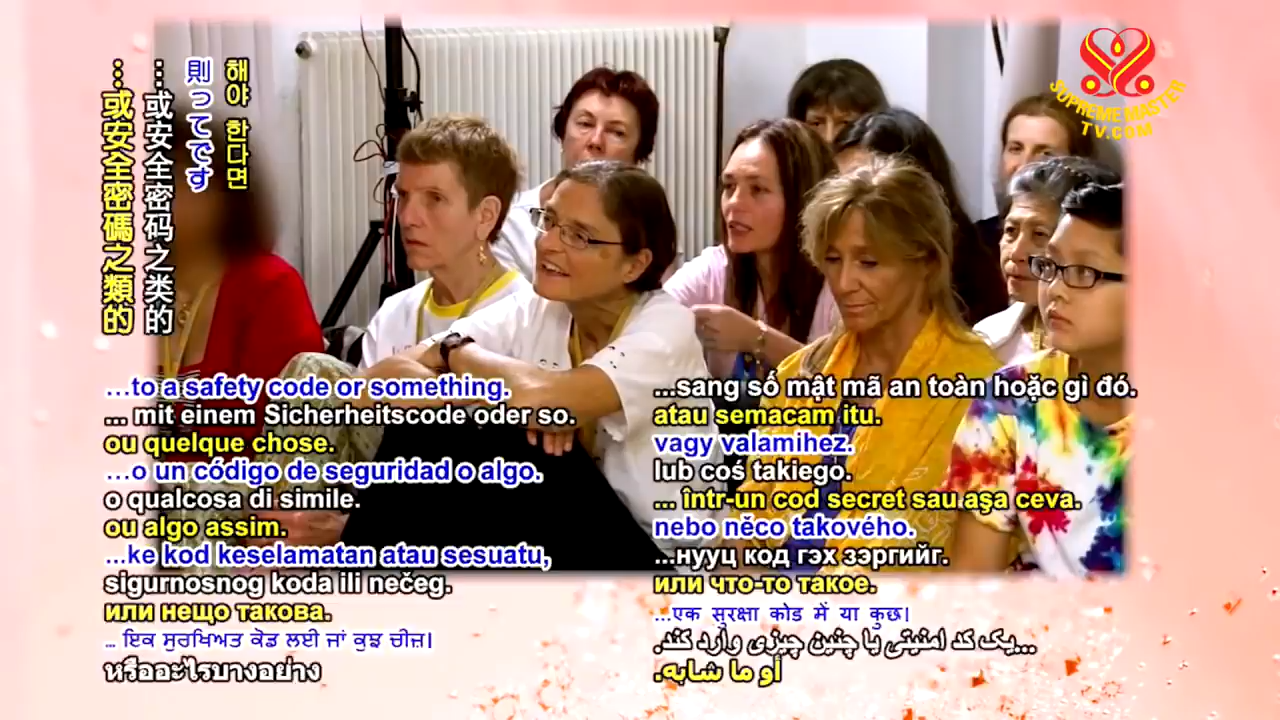 해야 한다면
則ってです
…或安全密码之类的
…或安全密碼之類的
SUPREME MASTER
TV.COM
…to a safety code or something.
... mit einem Sicherheitscode oder so.
ou quelque chose.
…o un código de seguridad o algo.
o qualcosa di simile.
ou algo assim.
...ke kod keselamatan atau sesuatu,
sigurnosnog koda ili nečeg.
или нещо такова.
... ਇਕ ਸੁਰਖਿਅਤ ਕੋਡ ਲਈ ਜਾਂ ਕੁਝ ਚੀਜ਼।
หรืออะไรบางอย่าง
...sang số mật mã an toàn hoặc gì đó.
atau semacam itu.
vagy valamihez.
lub coś takiego.
... într-un cod secret sau aşa ceva.
nebo něco takového.
...нууц код гэх зэргийг.
или что-то такое.
...एक सुरक्षा कोड में या कुछ।
...یک کد امنیتی یا چنین چیزی وارد کند.
أو ما شابه.